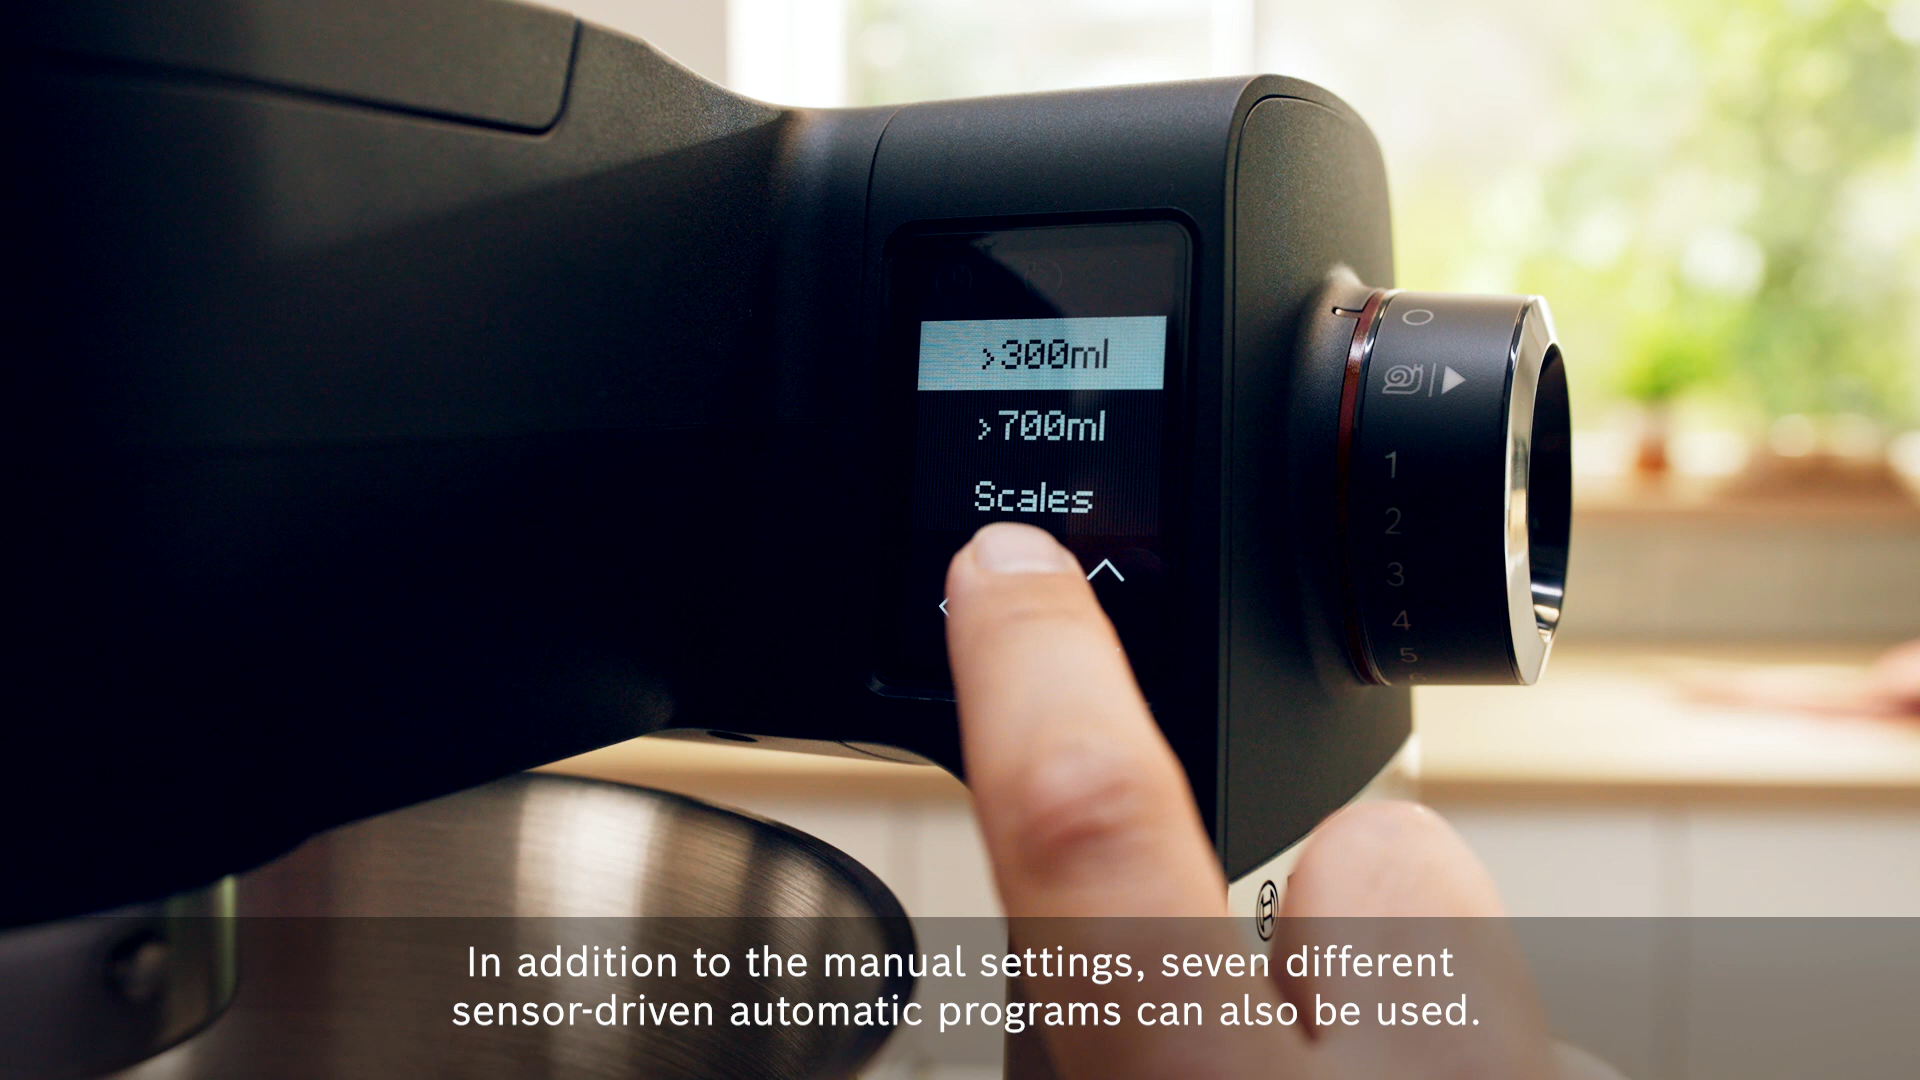 >300ml
>700ml
Scales
1
2
3
4
5
In addition to the manual settings, seven different
sensor-driven automatic programs can also be used.